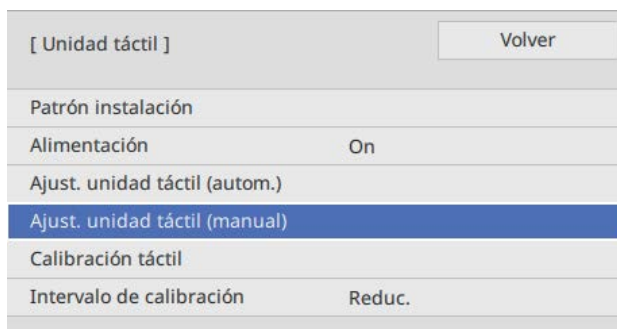 [ Unidad táctil ]
Volver
Patrón instalación
Alimentación On
Ajust. unidad táctil (autom.)
Ajust. unidad táctil (manual)
Calibración táctil
Intervalo de calibración Reduc.